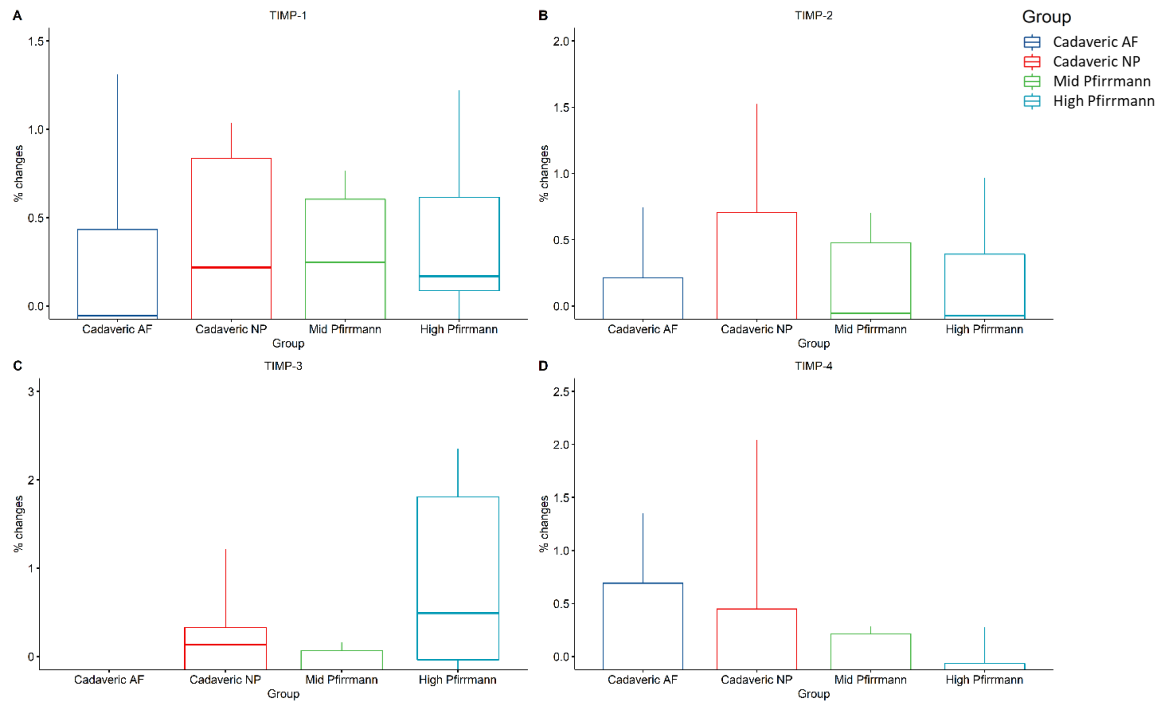 A
TIMP-1
% changes
1.5
1.0
0.5
0.0
Cadaveric AF
Cadaveric NP
Mid Pfirrmann
High Pfirrmann
Group
B
TIMP-2
% changes
2.0
1.5
1.0
0.5
0.0
Cadaveric AF
Cadaveric NP
Mid Pfirrmann
High Pfirrmann
Group
Group
Cadaveric AF
Cadaveric NP
Mid Pfirrmann
High Pfirrmann
C
TIMP-3
% changes
3
2
1
0
Cadaveric AF
Cadaveric NP
Mid Pfirrmann
High Pfirrmann
Group
D
TIMP-4
% changes
2.5
2.0
1.5
1.0
0.5
0.0
Cadaveric AF
Cadaveric NP
Mid Pfirrmann
High Pfirrmann
Group